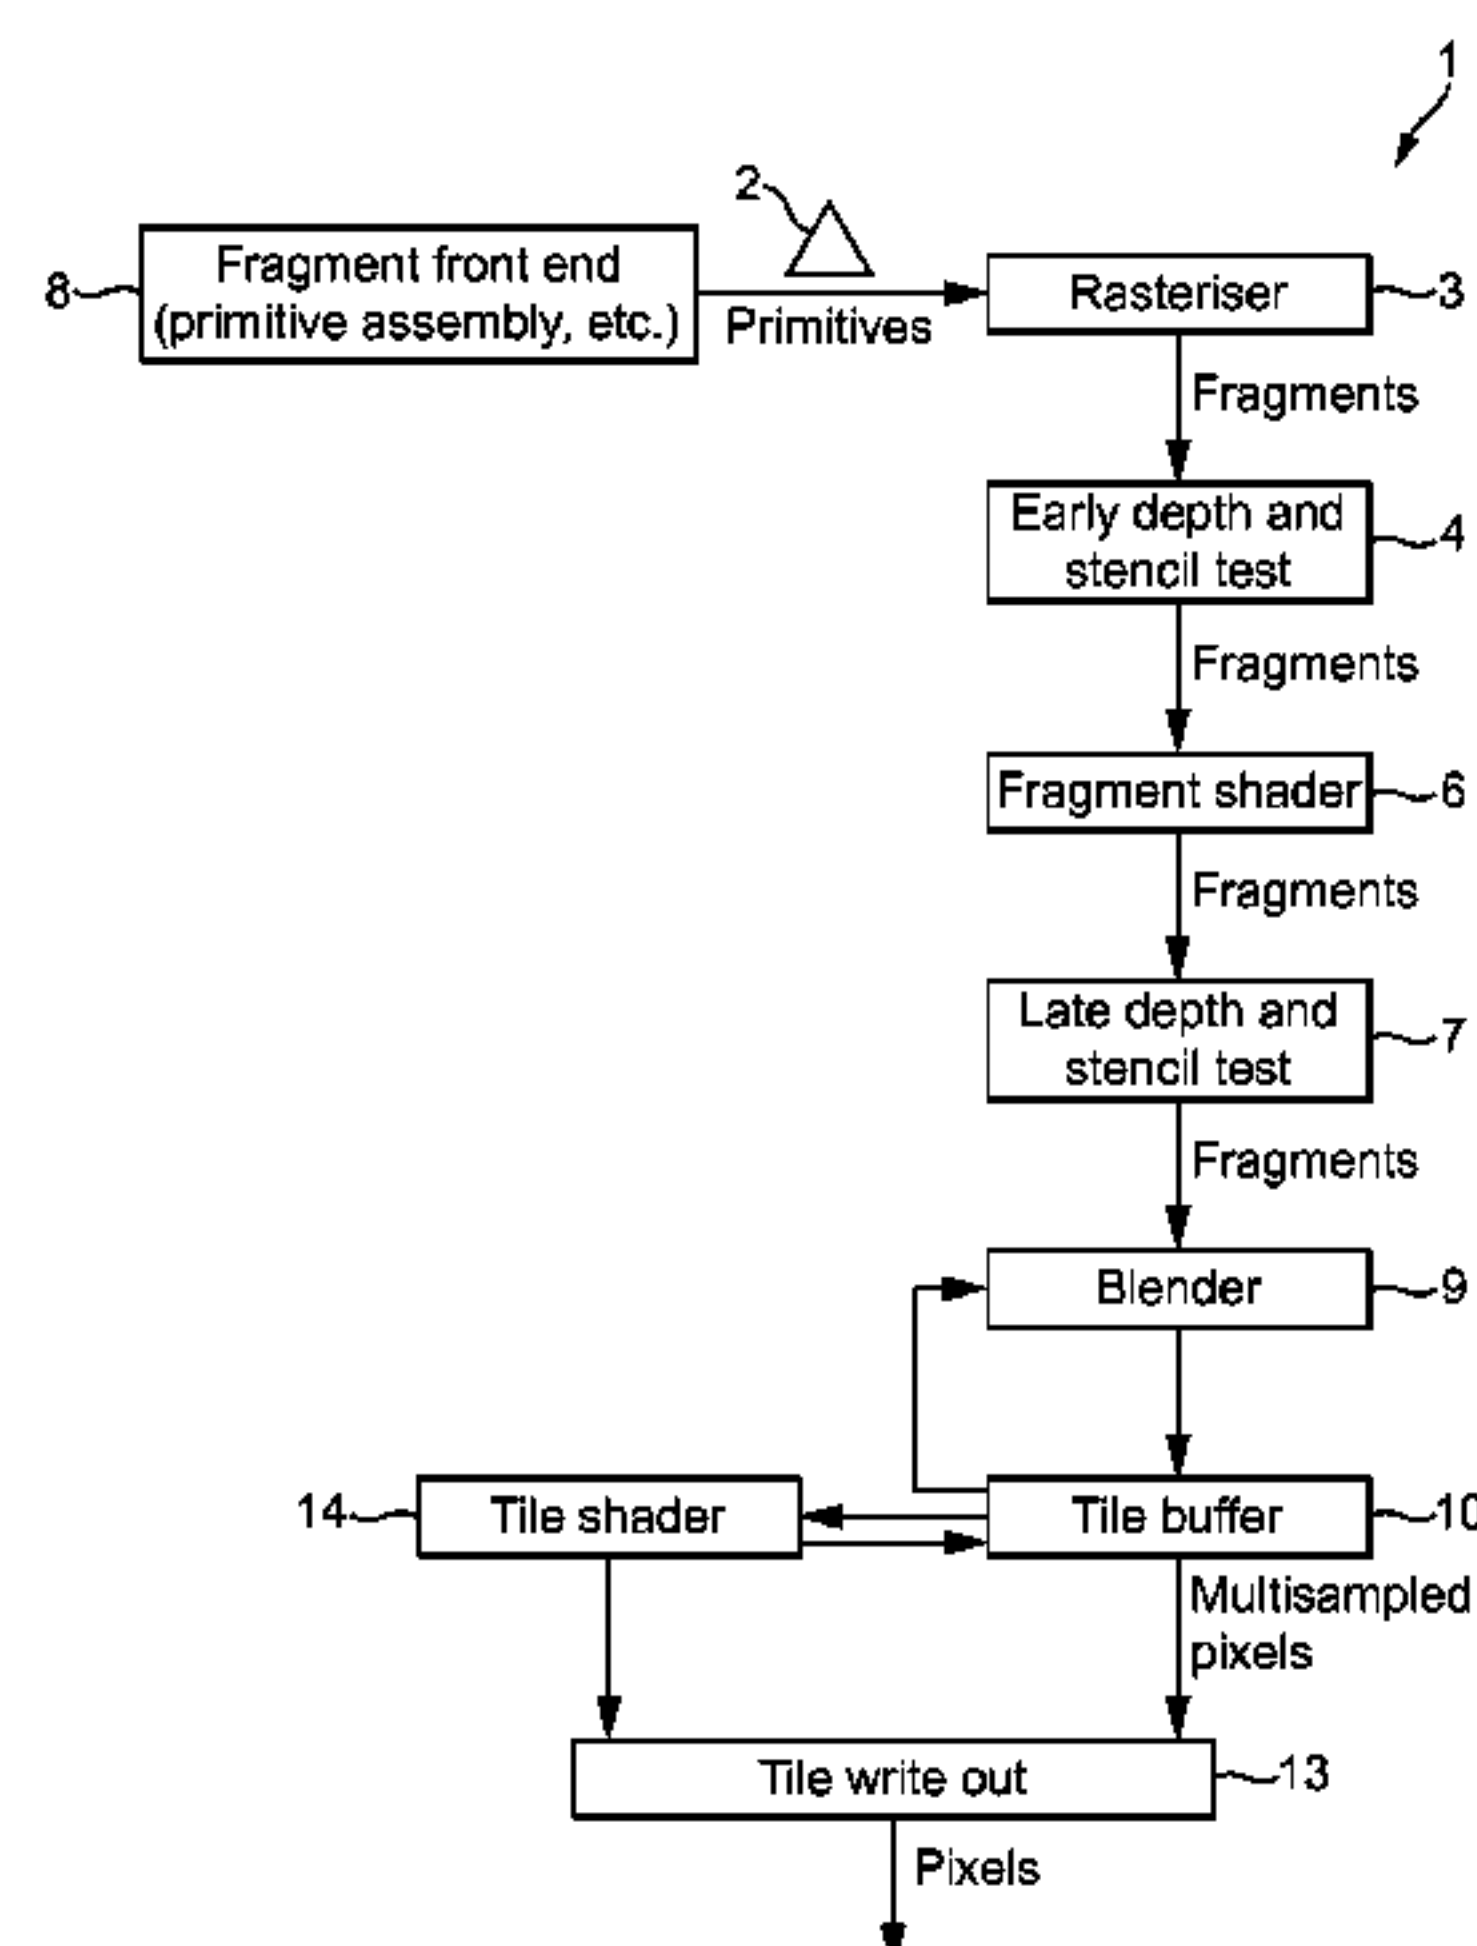 1
2
8
Fragment front end
(primitive assembly, etc.)
Primitives
Rasteriser
3
Fragments
Early depth and
stencil test
4
Fragments
Fragment shader
6
Fragments
Late depth and
stencil test
7
Fragments
Blender
9
14
Tile shader
Tile buffer
10
Multisampled
pixels
Tile write out
13
Pixels